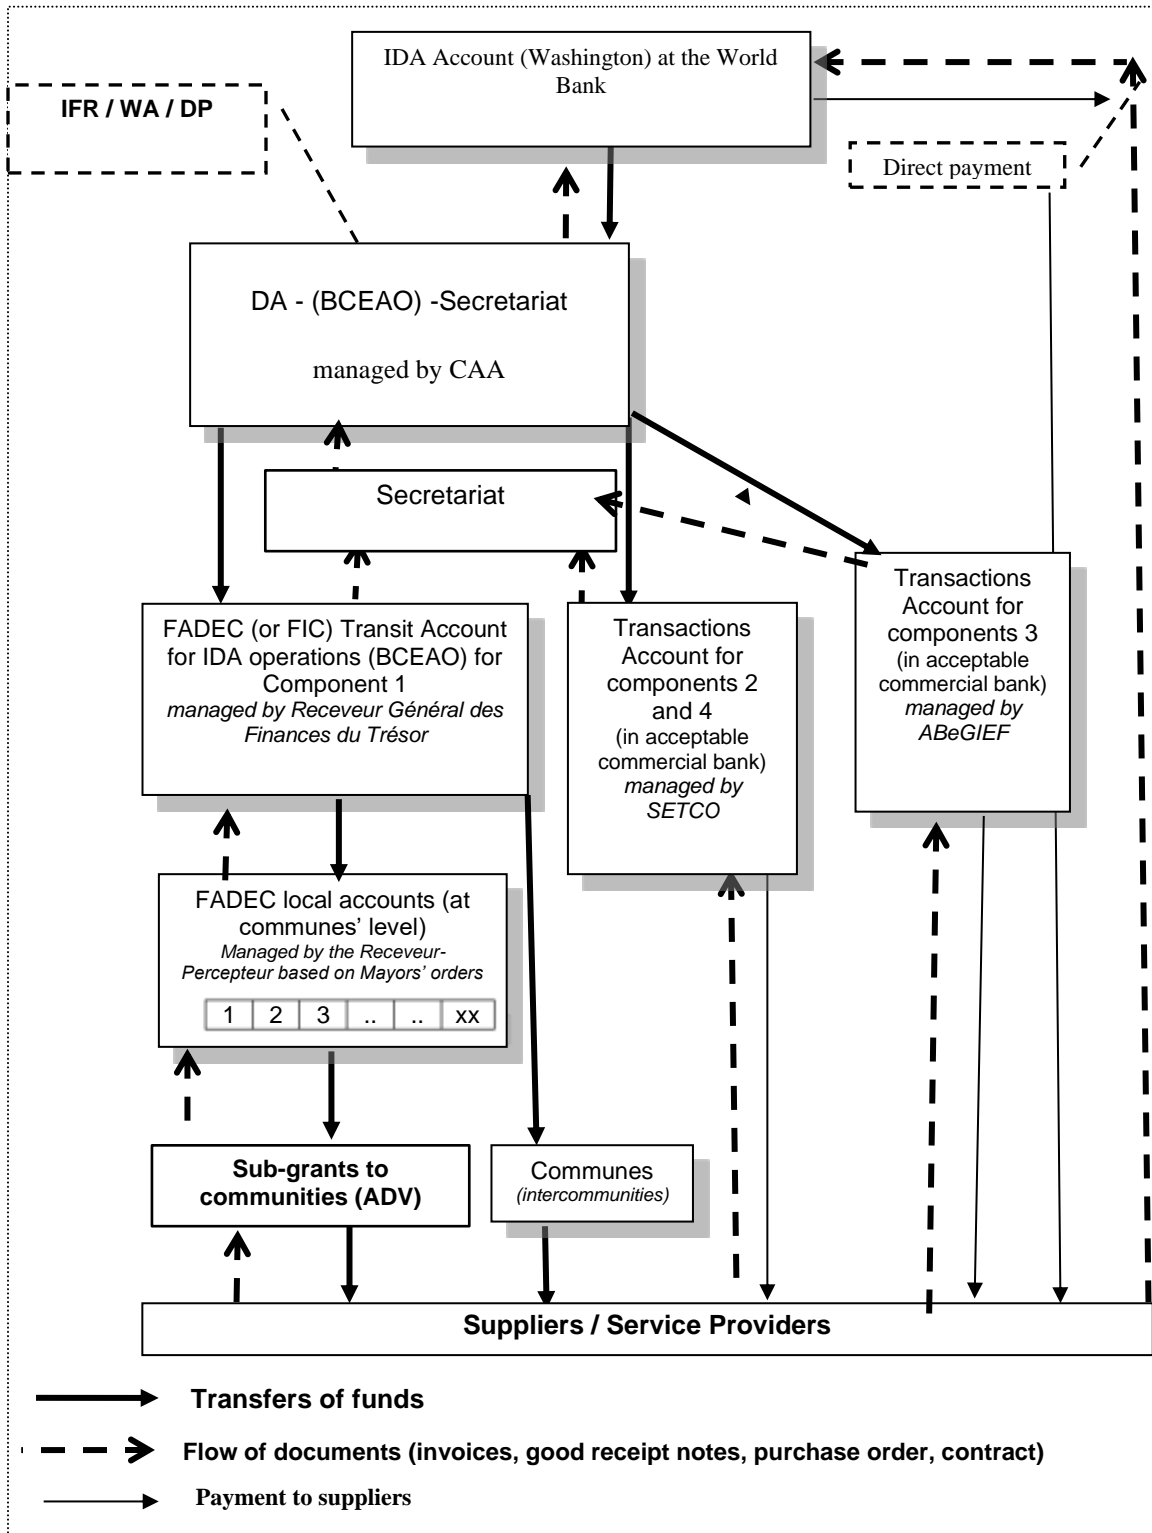 IDA Account (Washington) at the World
Bank
IFR / WA / DP
Direct payment
DA - (BCEAO) -Secretariat
managed by CAA
Secretariat
FADEC (or FIC) Transit Account
for IDA operations (BCEAO) for
Component 1
managed by Receveur Général des
Finances du Trésor
Transactions
Account for
components 2
and 4
(in acceptable
commercial bank)
managed by
SETCO
Transactions
Account for
components 3
(in acceptable
commercial bank)
managed by
ABeGIEF
FADEC local accounts (at
communes’ level)
Managed by the Receveur-
Percepteur based on Mayors’ orders
1 2 3 .. .. xx
Sub-grants to
communities (ADV)
Communes
(intercommunities)
Suppliers / Service Providers
Transfers of funds
Flow of documents (invoices, good receipt notes, purchase order, contract)
Payment to suppliers